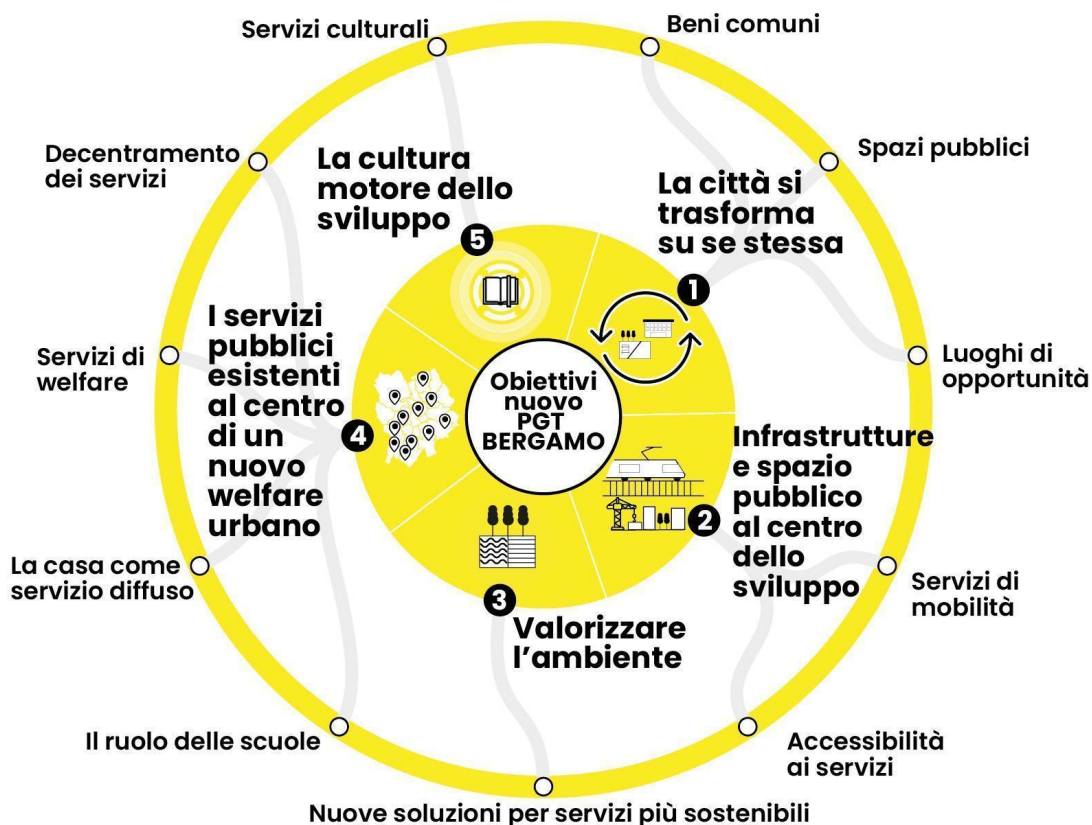 Servizi culturali
Beni comuni
Decentramento
dei servizi
Spazi pubblici
La cultura
motore dello
sviluppo
5
La città si
trasforma
su se stessa
1
I servizi
pubblici
esistenti
al centro
di un
nuovo
welfare
urbano
4
Servizi di
welfare
Luoghi di
opportunità
Obiettivi
nuovo
PGT
BERGAMO
Infrastrutture
e spazio
pubblico
al centro
dello
sviluppo
2
La casa come
servizio diffuso
Servizi di
mobilità
3
Valorizzare
l'ambiente
Il ruolo delle scuole
Accessibilità
ai servizi
Nuove soluzioni per servizi più sostenibili